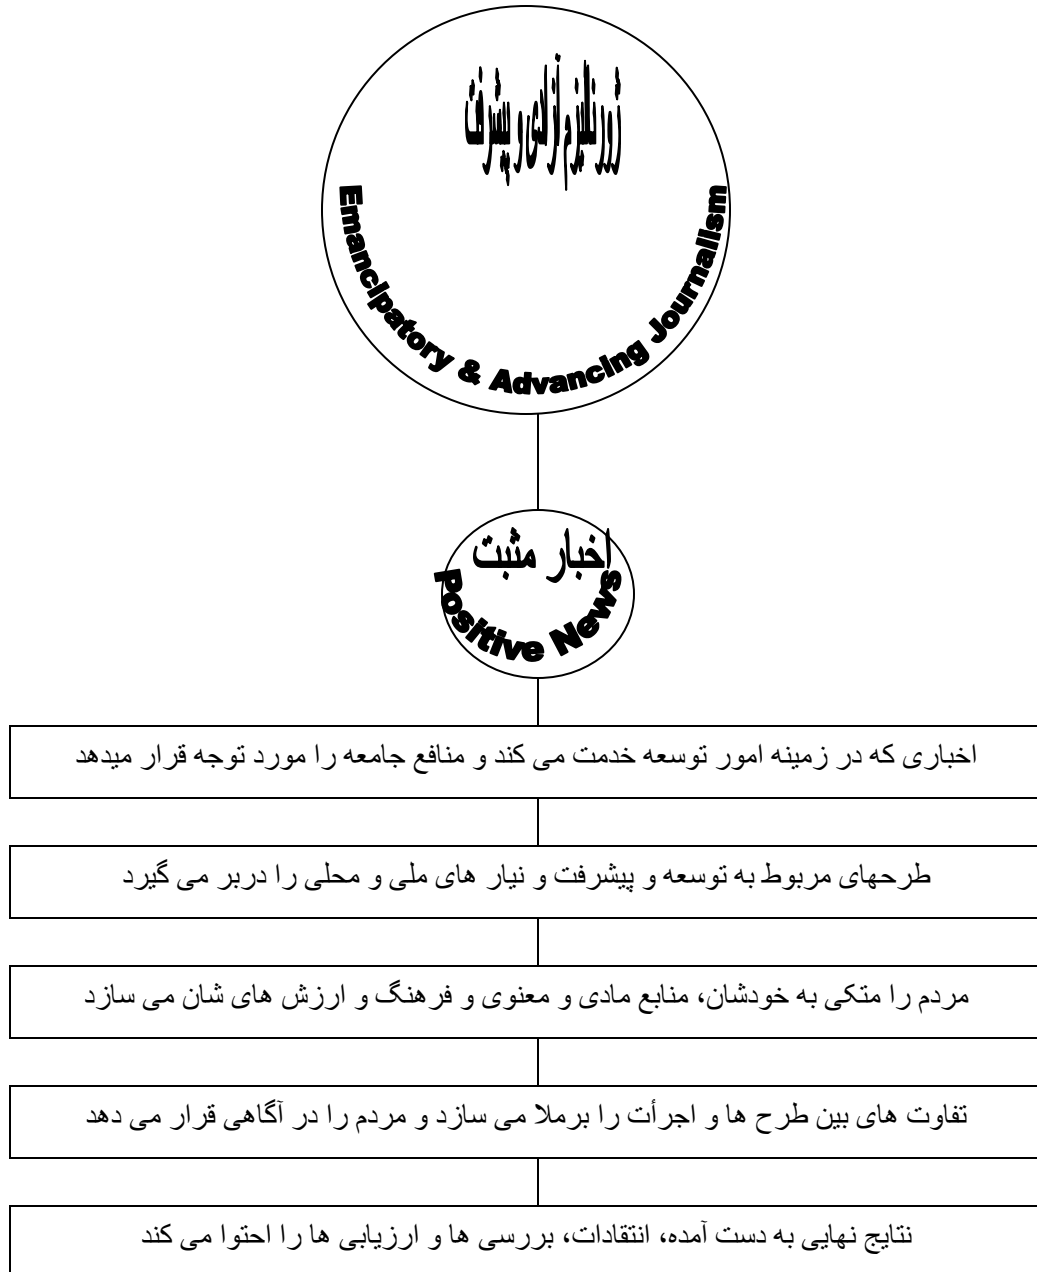 ژورنالیزم آزادی و پیشرفت
Emancipatory & Advancing Journalism
اخبار مثبت
Positive News
اخباری که در زمینه امور توسعه خدمت می کند و منافع جامعه را مورد توجه قرار میدهد
طرحهای مربوط به توسعه و پیشرفت و نیار های ملی و محلی را دربر می گیرد
مردم را متکی به خودشان، منابع مادی و معنوی و فرهنگ و ارزش های شان می سازد
تفاوت های بین طرح ها و اجرأت را برملا می سازد و مردم را در آگاهی قرار می دهد
نتایج نهایی به دست آمده، انتقادات، بررسی ها و ارزیابی ها را احتوا می کند